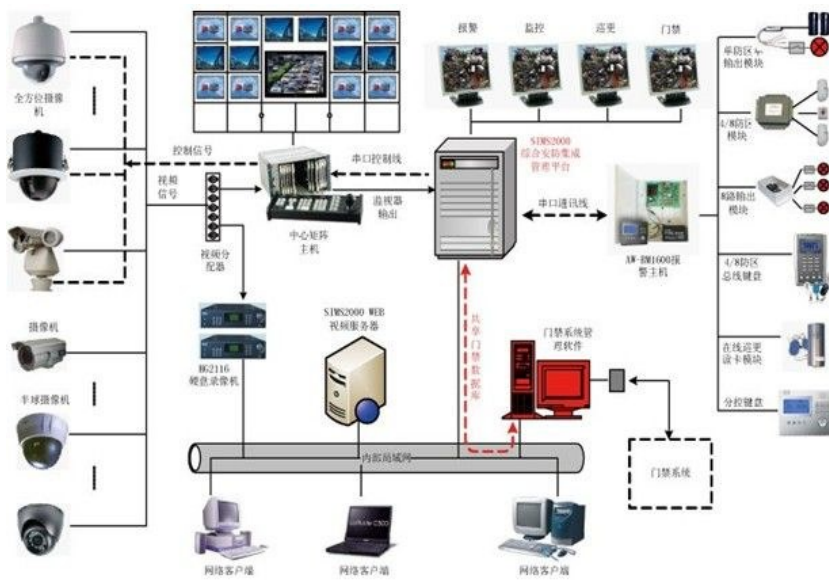 报警
监控
巡更
门禁
全方位摄像
机
控制信号
串口控制线
SIMS2000
综合安防集成
管理平台
单防区
输出模块
4/8防区
模块
视频
信号
监视器
输出
串口通讯线
8路输出
模块
中心矩阵
主机
视频分
配器
AW-BM1600报
警主机
4/8防区
总线键盘
SIMS2000 WEB
视频服务器
共享门禁数据库
门禁系统管
理软件
摄像机
HG2116
硬盘录像机
在线巡更
读卡模块
半球摄像机
分控键盘
内部局域网
门禁系统
网络客户端
网络客户端
网络客户端